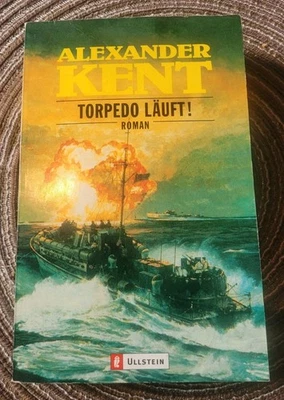 ALEXANDER
KENT
TORPEDO LÄUFT!
ROMAN
ULLSTEIN